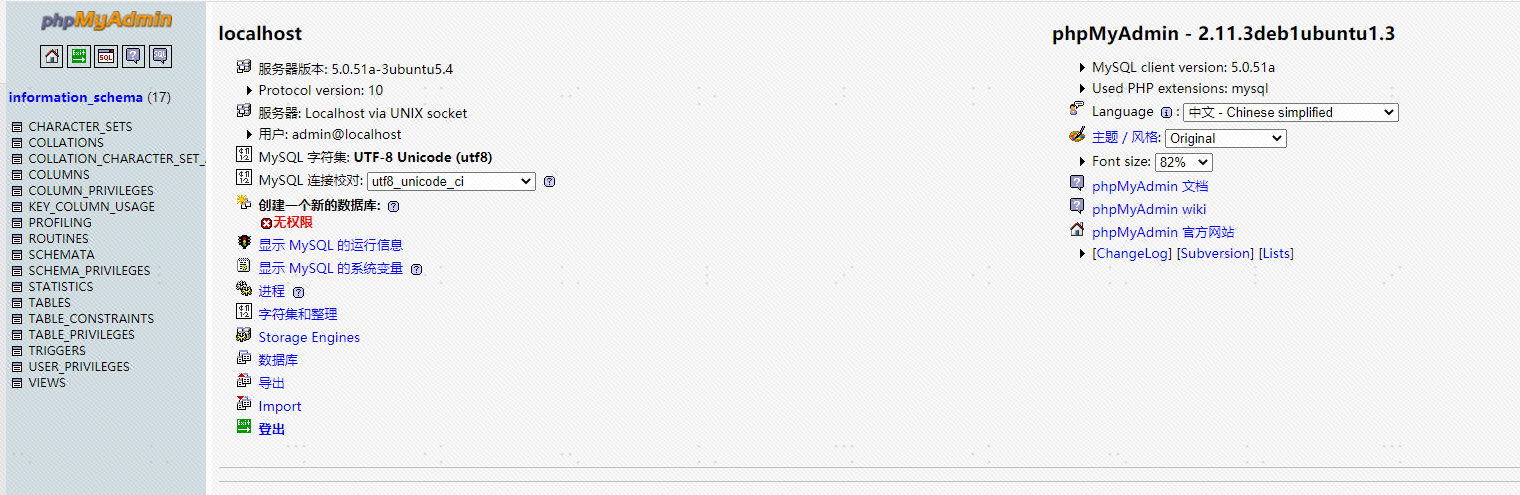 phpMyAdmin
information_schema (17)
CHARACTER_SETS
COLLATIONS
COLLATION_CHARACTER_SET_
COLUMNS
COLUMN_PRIVILEGES
KEY_COLUMN_USAGE
PROFILING
ROUTINES
SCHEMATA
SCHEMA_PRIVILEGES
STATISTICS
TABLES
TABLE_CONSTRAINTS
TABLE_PRIVILEGES
TRIGGERS
USER_PRIVILEGES
VIEWS
localhost
服务器版本: 5.0.51a-3ubuntu5.4
Protocol version: 10
服务器: Localhost via UNIX socket
用户: admin@localhost
MySQL 字符集: UTF-8 Unicode (utf8)
MySQL 连接校对: utf8_unicode_ci
创建一个新的数据库:
无权限
显示 MySQL 的运行信息
显示 MySQL 的系统变量
进程
字符集和整理
Storage Engines
数据库
导出
Import
登出
phpMyAdmin - 2.11.3deb1ubuntu1.3
MySQL client version: 5.0.51a
Used PHP extensions: mysql
Language : 中文 - Chinese simplified
主题 / 风格: Original
Font size: 82%
phpMyAdmin 文档
phpMyAdmin wiki
phpMyAdmin 官方网站
[ChangeLog] [Subversion] [Lists]